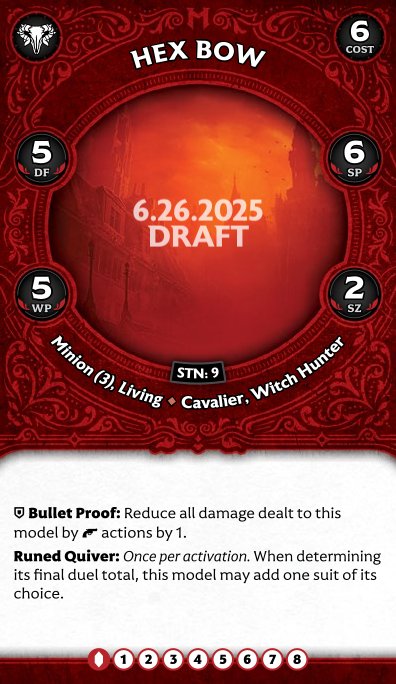 HEX BOW
6
COST
5
DF
6
SP
6.26.2025
DRAFT
5
WP
2
SZ
STN: 9
Minion (3), Living ◆ Cavalier, Witch Hunter
Bullet Proof: Reduce all damage dealt to this
model by actions by 1.
Runed Quiver: Once per activation. When determining
its final duel total, this model may add one suit of its
choice.
1 2 3 4 5 6 7 8